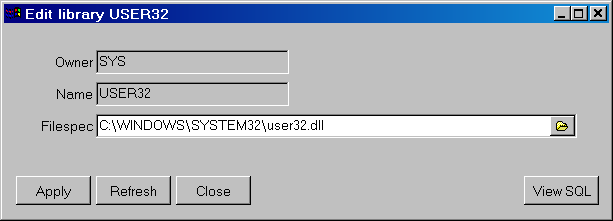 Edit library USER32
Owner SYS
Name USER32
Filespec C:\WINDOWS\SYSTEM32\user32.dll
Apply Refresh Close View SQL